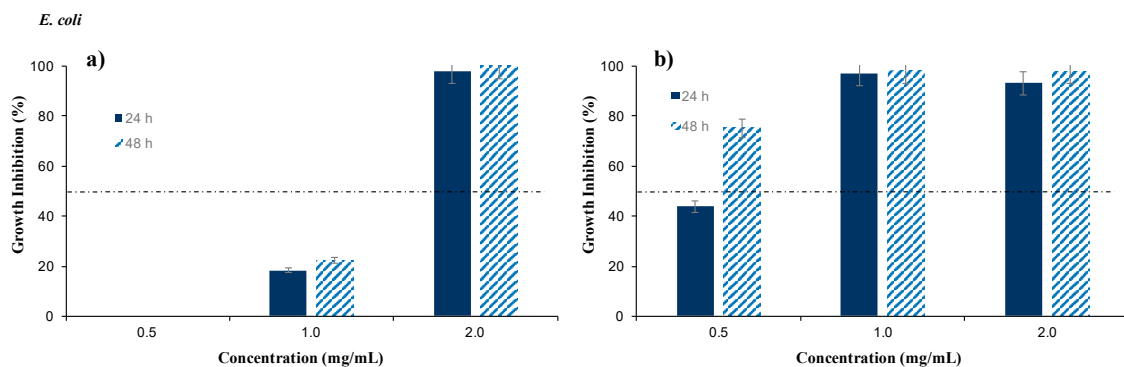 E. coli
a)
Growth Inhibition (%)
100
80
60
40
20
0
24 h
48 h
0.5
1.0
2.0
Concentration (mg/mL)
b)
Growth Inhibition (%)
100
80
60
40
20
0
24 h
48 h
0.5
1.0
2.0
Concentration (mg/mL)